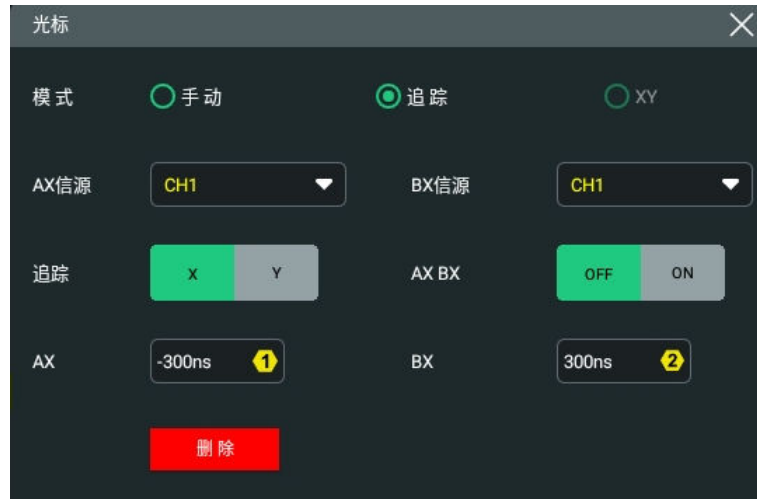 光标
模式 手动 追踪 XY
AX信源 CH1 BX信源 CH1
追踪 X Y AX BX OFF ON
AX -300ns 1 BX 300ns 2
删除